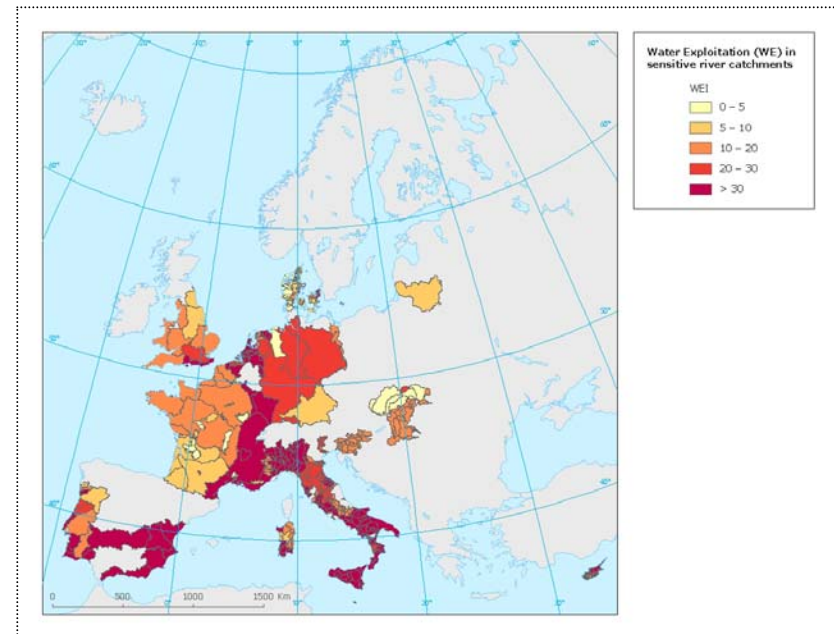 Water Exploitation (WE) in
sensitive river catchments
WEI
0 – 5
5 – 10
10 – 20
20 – 30
> 30
0 500 1000 1500 Km